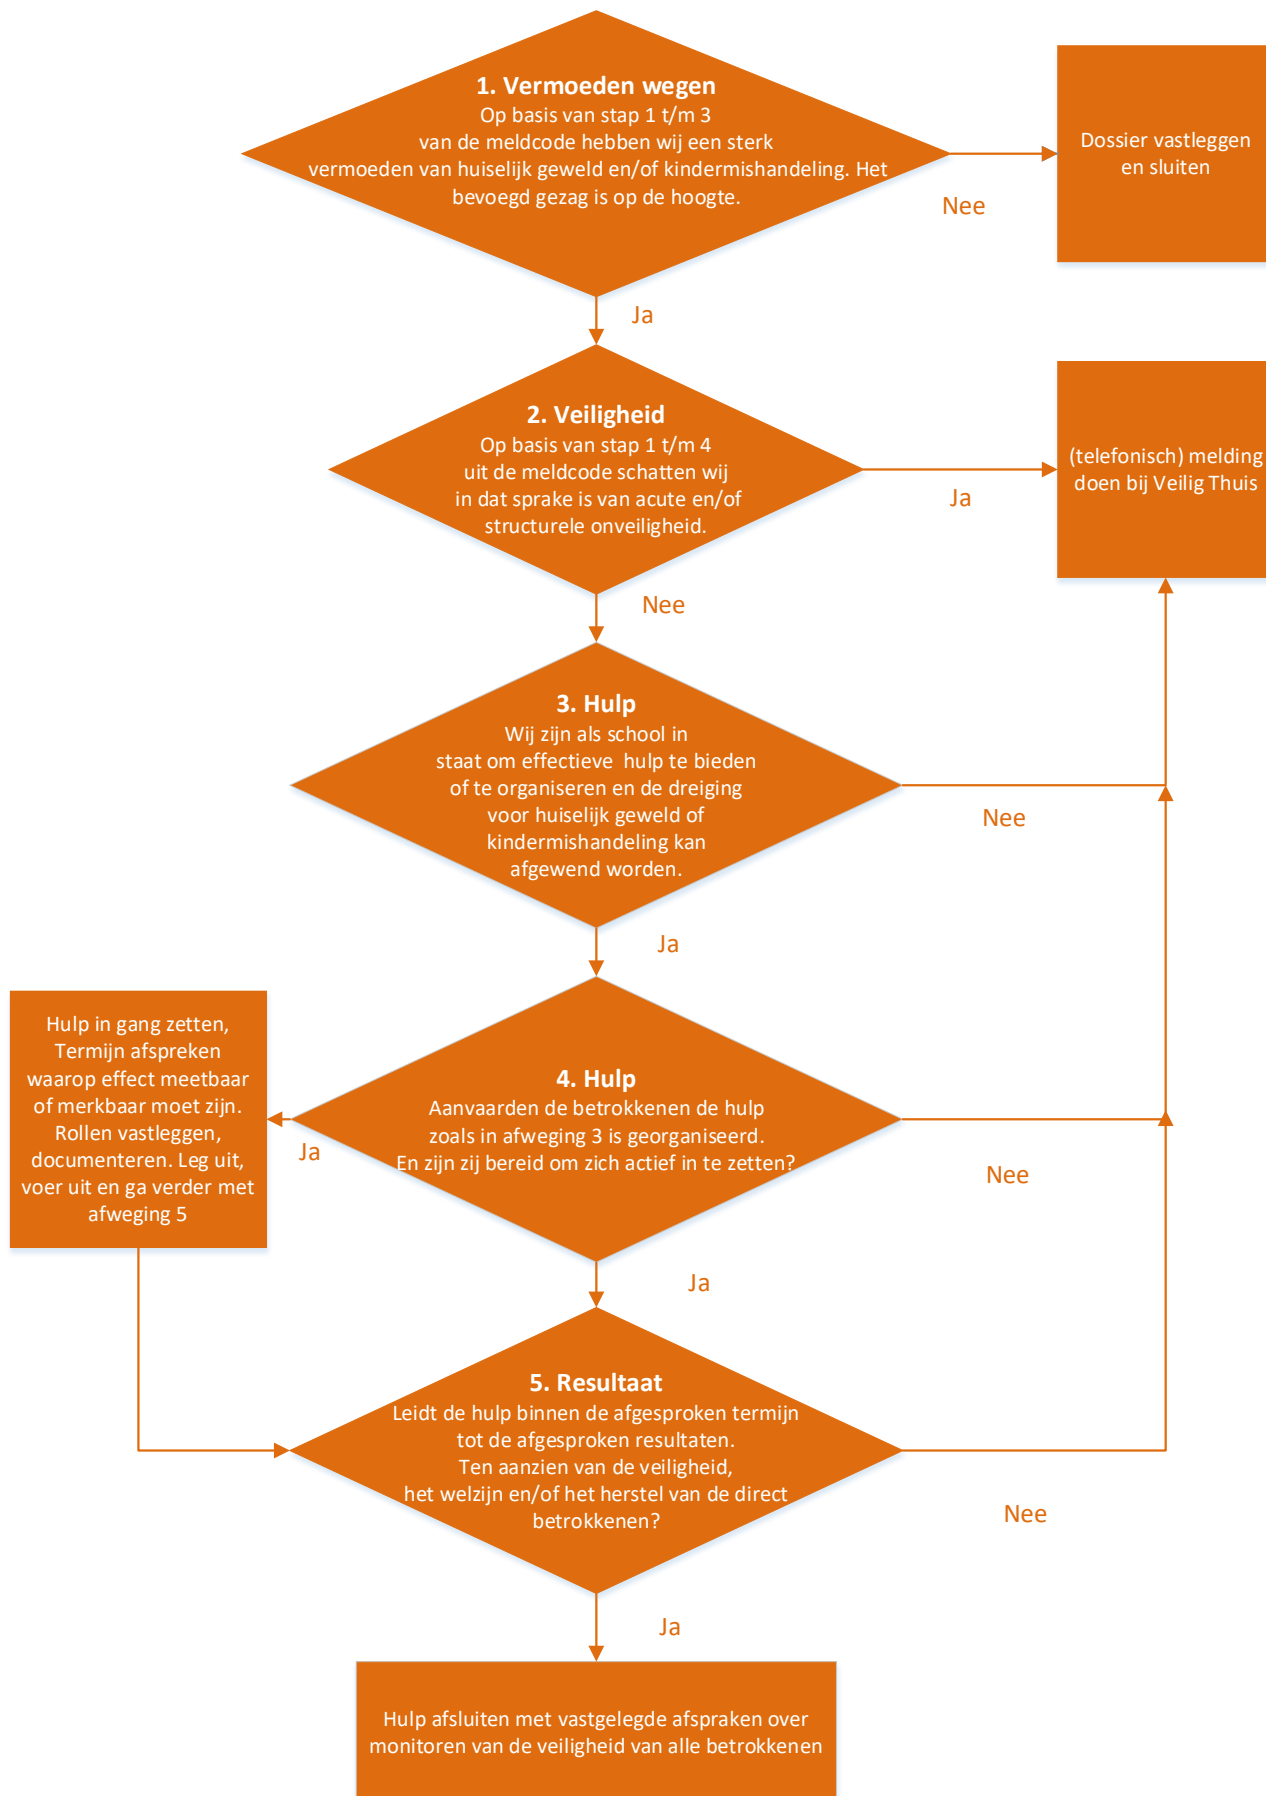 1. Vermoeden wegen
Op basis van stap 1 t/m 3
van de meldcode hebben wij een sterk
vermoeden van huiselijk geweld en/of kindermishandeling. Het
bevoegd gezag is op de hoogte.
Nee
Dossier vastleggen
en sluiten
Ja
2. Veiligheid
Op basis van stap 1 t/m 4
uit de meldcode schatten wij
in dat sprake is van acute en/of
structurele onveiligheid.
Ja
(telefonisch) melding
doen bij Veilig Thuis
Nee
3. Hulp
Wij zijn als school in
staat om effectieve  hulp te bieden
of te organiseren en de dreiging
voor huiselijk geweld of
kindermishandeling kan
afgewend worden.
Nee
Ja
4. Hulp
Aanvaarden de betrokkenen de hulp
zoals in afweging 3 is georganiseerd.
En zijn zij bereid om zich actief in te zetten?
Nee
Ja
Hulp in gang zetten,
Termijn afspreken
waarop effect meetbaar
of merkbaar moet zijn.
Rollen vastleggen,
documenteren. Leg uit,
voer uit en ga verder met
afweging 5
Ja
5. Resultaat
Leidt de hulp binnen de afgesproken termijn
tot de afgesproken resultaten.
Ten aanzien van de veiligheid,
het welzijn en/of het herstel van de direct
betrokkenen?
Nee
Ja
Hulp afsluiten met vastgelegde afspraken over
monitoren van de veiligheid van alle betrokkenen